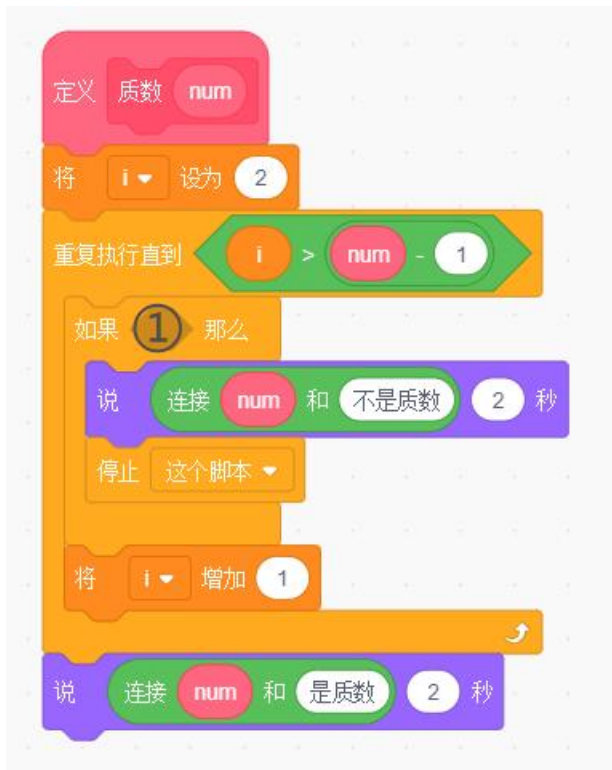 定义 质数 num
将 i 设为 2
重复执行直到 i > num - 1
如果 1 那么
说 连接 num 和 不是质数 2 秒
停止 这个脚本
将 i 增加 1
说 连接 num 和 是质数 2 秒